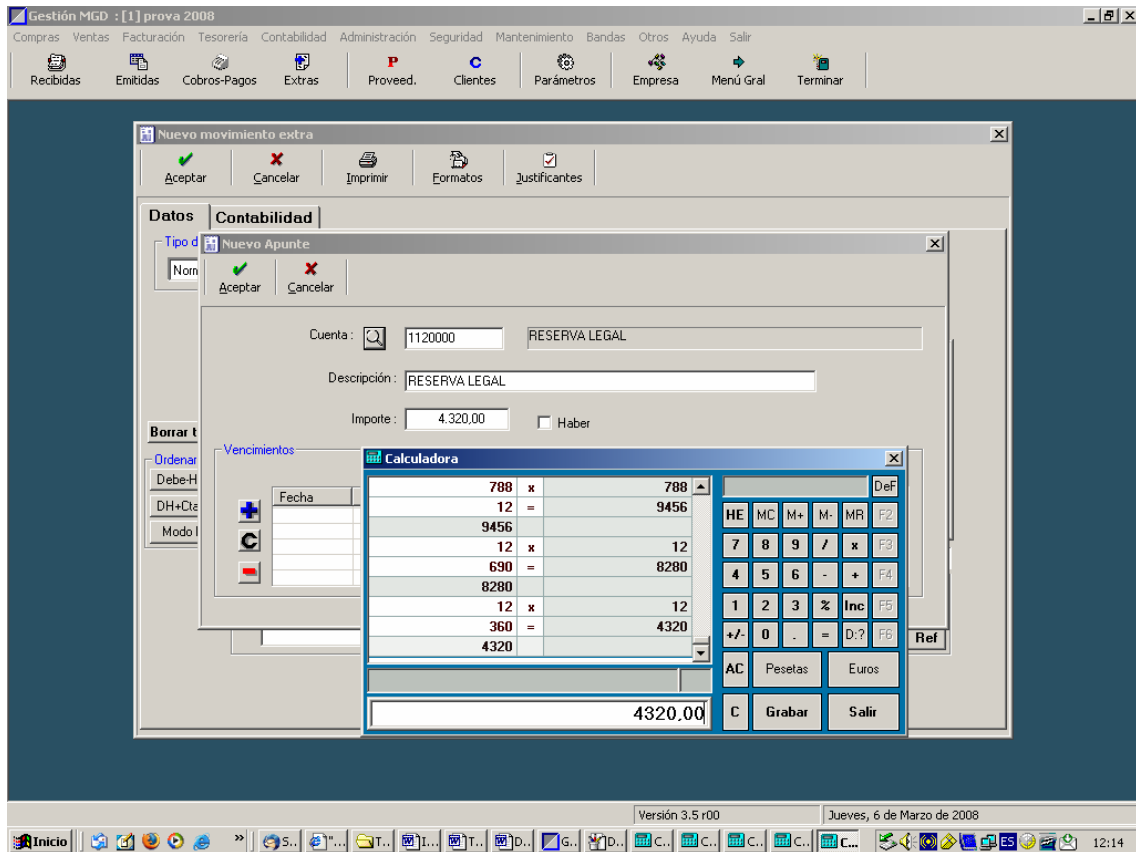 Gestión MGD : [1] prova 2008
Compras Ventas Facturación Tesorería Contabilidad Administración Seguridad Mantenimiento Bandas Otros Ayuda Salir
Recibidas Emitidas Cobros-Pagos Extras Proveed. Clientes Parámetros Empresa Menú Gral Terminar
Nuevo movimiento extra
Aceptar Cancelar Imprimir Formatos Justificantes
Datos Contabilidad
Tipo d
Nuevo Apunte
Norn
Aceptar Cancelar
Cuenta : 1120000 RESERVA LEGAL
Descripción : RESERVA LEGAL
Importe : 4.320,00 Haber
Borrar t
Vencimientos
Ordenar
Debe-H
DH+Cta
Modo
Fecha
C
Calculadora
788 x 788
12 = 9456
9456
12 x 12
690 = 8280
8280
12 x 12
360 = 4320
4320
4320,00
DeF
HE MC M+ M- MR F2
7 8 9 / x F3
4 5 6 - + F4
1 2 3 % Inc F5
+/- 0 . = D:? F6
AC Pesetas Euros
C Grabar Salir
Ref
Versión 3.5 r00 Jueves, 6 de Marzo de 2008
Inicio » S.. "... T.. I... T.. D.. G.. D.. C.. C.. C.. C.. C... ES 12:14